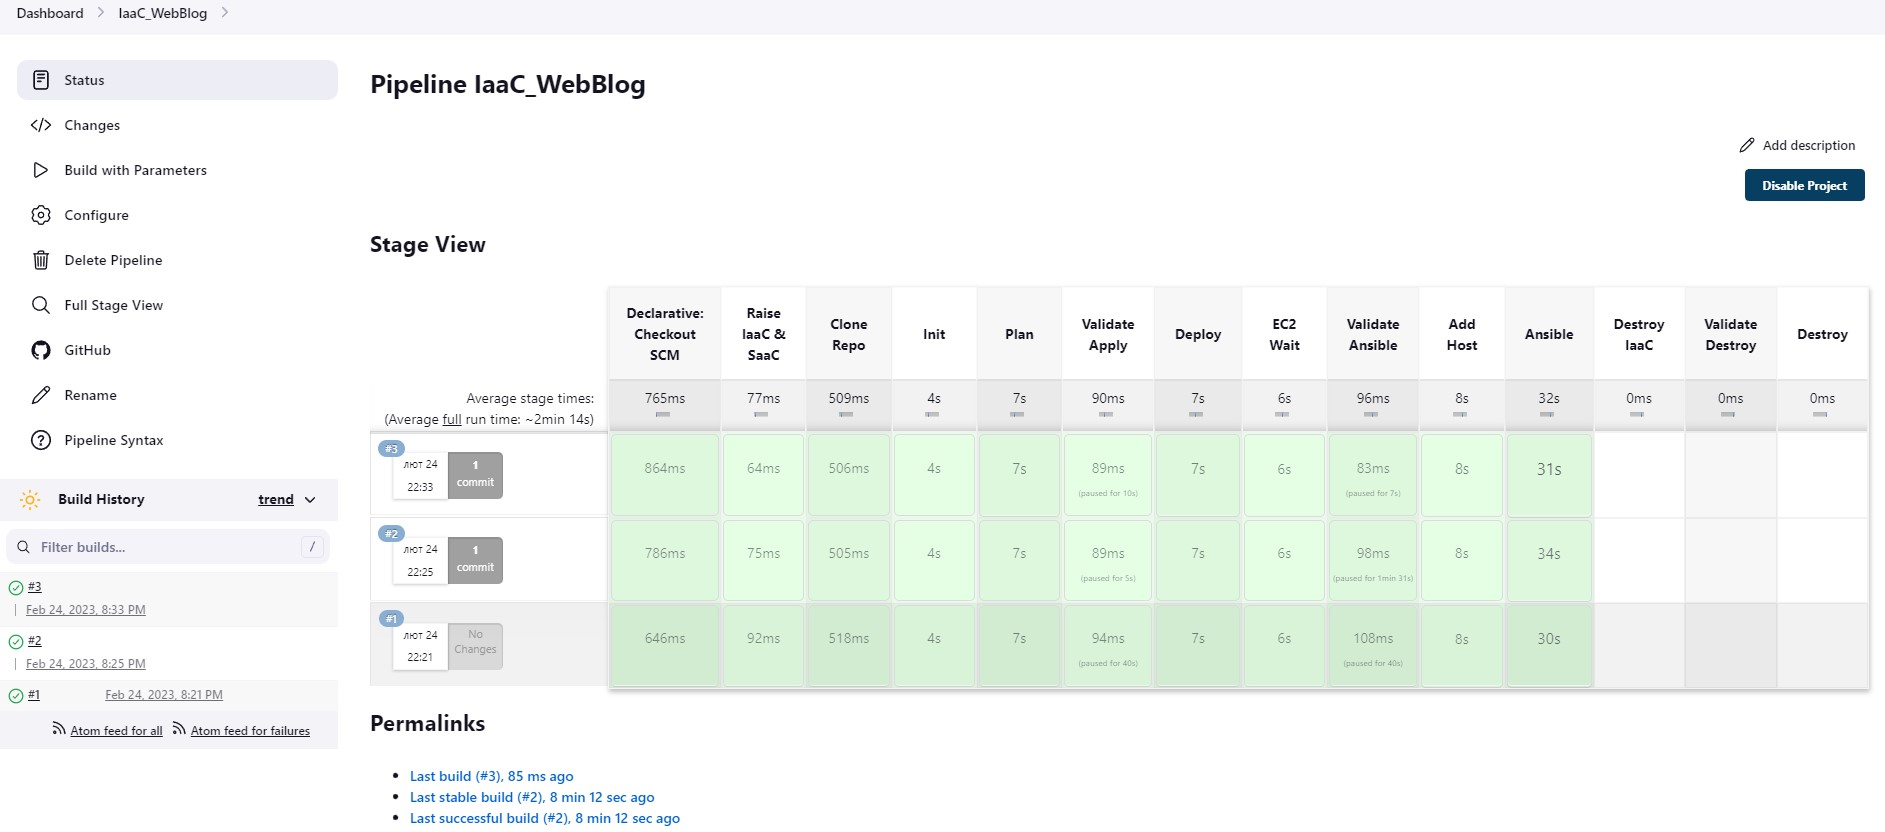 Dashboard
IaaC_WebBlog
Status
Changes
Build with Parameters
Configure
Delete Pipeline
Full Stage View
GitHub
Rename
Pipeline Syntax
Build History
trend
Filter builds...
/
#3
Feb 24, 2023, 8:33 PM
#2
Feb 24, 2023, 8:25 PM
#1 Feb 24, 2023, 8:21 PM
Atom feed for all Atom feed for failures
Pipeline IaaC_WebBlog
Add description
Disable Project
Stage View
Declarative:
Checkout
SCM
Raise
IaaC &
SaaC
Clone
Repo
Init
Plan
Validate
Apply
Deploy
EC2
Wait
Validate
Ansible
Add
Host
Ansible
Destroy
IaaC
Validate
Destroy
Destroy
Average stage times:
(Average full run time: ~2min 14s)
765ms 77ms 509ms 4s 7s 90ms 7s 6s 96ms 8s 32s 0ms 0ms 0ms
#3
лют 24
22:33
1
commit
864ms 64ms 506ms 4s 7s 89ms 7s 6s 83ms 8s 31s
(paused for 10s) (paused for 7s)
#2
лют 24
22:25
1
commit
786ms 75ms 505ms 4s 7s 89ms 7s 6s 98ms 8s 34s
(paused for 5s) (paused for 1min 31s)
#1
лют 24
22:21
No
Changes
646ms 92ms 518ms 4s 7s 94ms 7s 6s 108ms 8s 30s
(paused for 40s) (paused for 40s)
Permalinks
Last build (#3), 85 ms ago
Last stable build (#2), 8 min 12 sec ago
Last successful build (#2), 8 min 12 sec ago